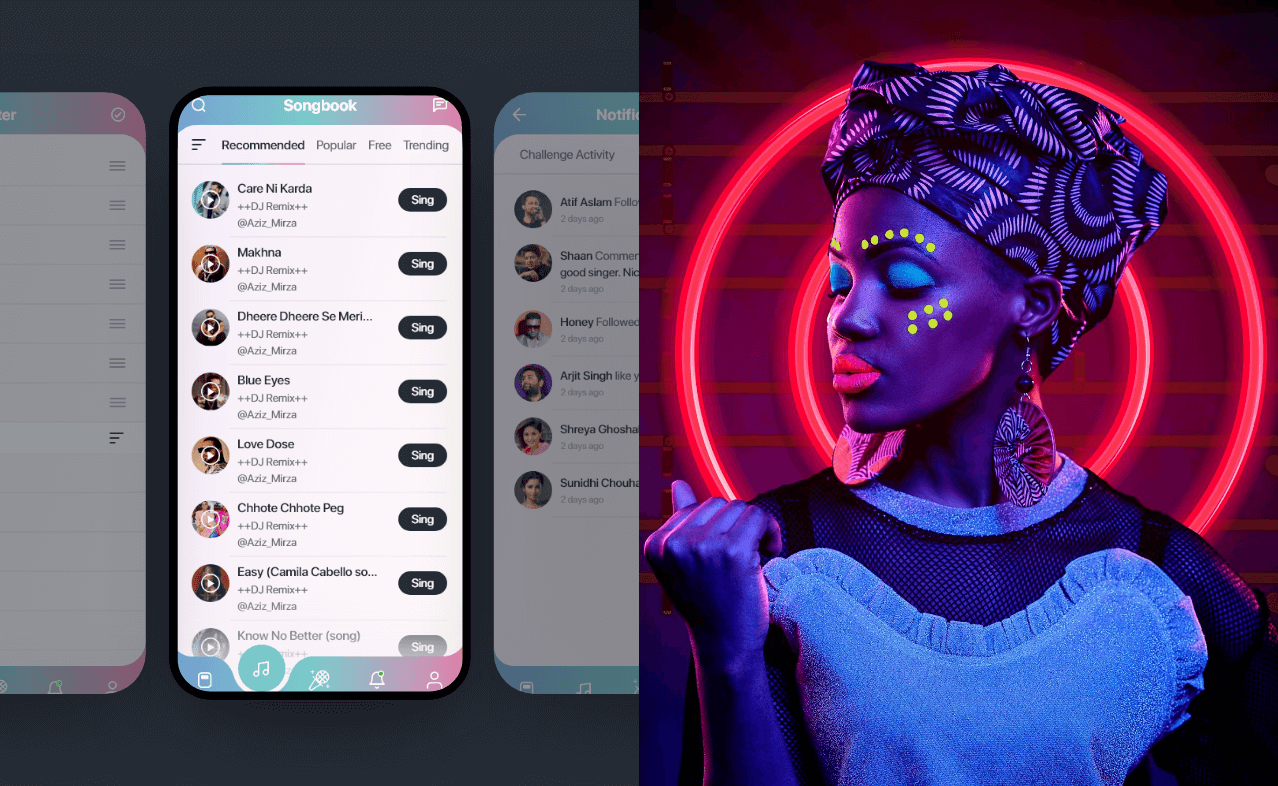 ter
Songbook
Recommended Popular Free Trending
Care Ni Karda
++DJ Remix++
@Aziz_Mirza
Sing
Makhna
++DJ Remix++
@Aziz_Mirza
Sing
Dheere Dheere Se Meri...
++DJ Remix++
@Aziz_Mirza
Sing
Blue Eyes
++DJ Remix++
@Aziz_Mirza
Sing
Love Dose
++DJ Remix++
@Aziz_Mirza
Sing
Chhote Chhote Peg
++DJ Remix++
@Aziz_Mirza
Sing
Easy (Camila Cabello so...
++DJ Remix++
@Aziz_Mirza
Sing
Know No Better (song)
++DJ Remix++
Sing
Notific
Challenge Activity
Atif Aslam Follow
2 days ago
Shaan Commen
good singer. Nic
2 days ago
Honey Followed
2 days ago
Arjit Singh like y
2 days ago
Shreya Ghoshal
2 days ago
Sunidhi Chouha
2 days ago